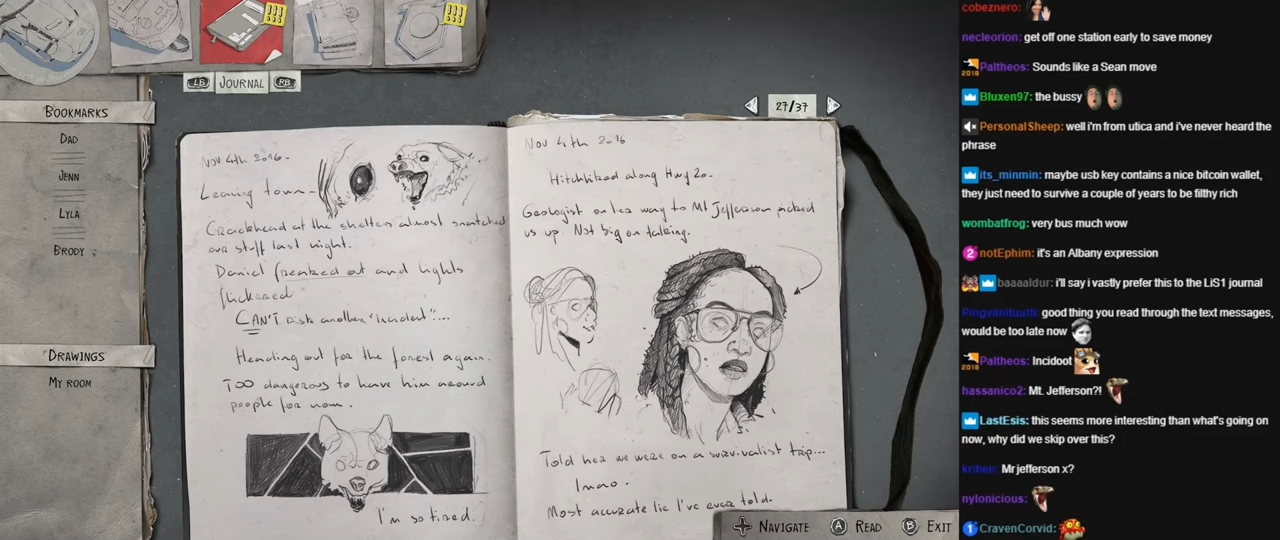 LB JOURNAL RB
27/37
BOOKMARKS
DAD
JENN
LYLA
BRODY
DRAWINGS
MY ROOM
Nov 4th 2016.
Leaving town.
Crackhead at the shelter almost snatched
our stuff last night.
Daniel freaked out and lights
flickered
CAN'T risk another "incident"...
Heading out for the forest again.
Too dangerous to have him around
people for now.
I'm so tired.
Nov 4th 2016
Hitchhiked along Hwy 20.
Geologist on her way to Mt Jefferson picked
us up. Not big on talking.
Told her we were on a survivalist trip...
lmao.
Most accurate lie I've ever told.
NAVIGATE A READ B EXIT
cobeznero:
necleorion: get off one station early to save money
2018 Paltheos: Sounds like a Sean move
Bluxen97: the bussy
PersonalSheep: well i'm from utica and i've never heard the
phrase
its_minmin: maybe usb key contains a nice bitcoin wallet,
they just need to survive a couple of years to be filthy rich
wombatfrog: very bus much wow
2 notEphim: it's an Albany expression
baaaaldur: i'll say i vastly prefer this to the LiS1 journal
Pingviinituutti: good thing you read through the text messages,
would be too late now
2018 Paltheos: Incidoot
hassanico2: Mt. Jefferson?!
LastEsis: this seems more interesting than what's going on
now, why did we skip over this?
krihen: Mr jefferson x?
nylonicious:
1 CravenCorvid: